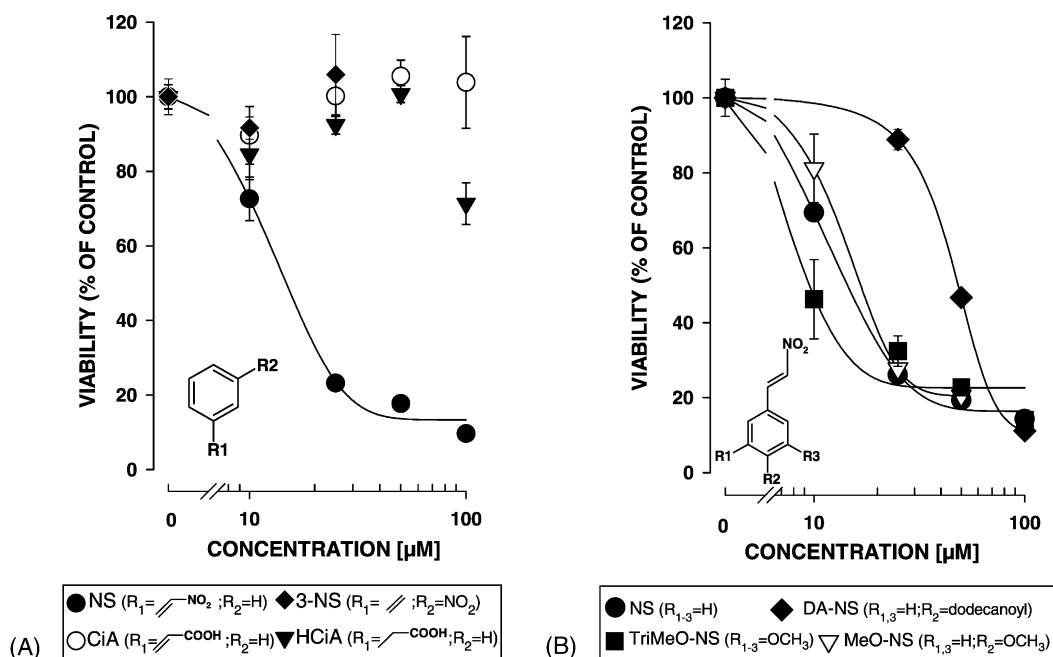 VIABILITY (% OF CONTROL)
120
100
80
60
40
20
0
R2
R1
0
10
100
CONCENTRATION [µM]
NS (R₁= NO₂ ;R₂=H)
3-NS (R₁= ;R₂=NO₂)
CiA (R₁= COOH ;R₂=H)
HCiA (R₁= COOH;R₂=H)
(A)
VIABILITY (% OF CONTROL)
120
100
80
60
40
20
0
NO₂
R1
R3
R2
0
10
100
CONCENTRATION [µM]
NS (R₁₋₃=H)
DA-NS (R₁,₃=H;R₂=dodecanoyl)
TriMeO-NS (R₁₋₃=OCH₃)
MeO-NS (R₁,₃=H;R₂=OCH₃)
(B)